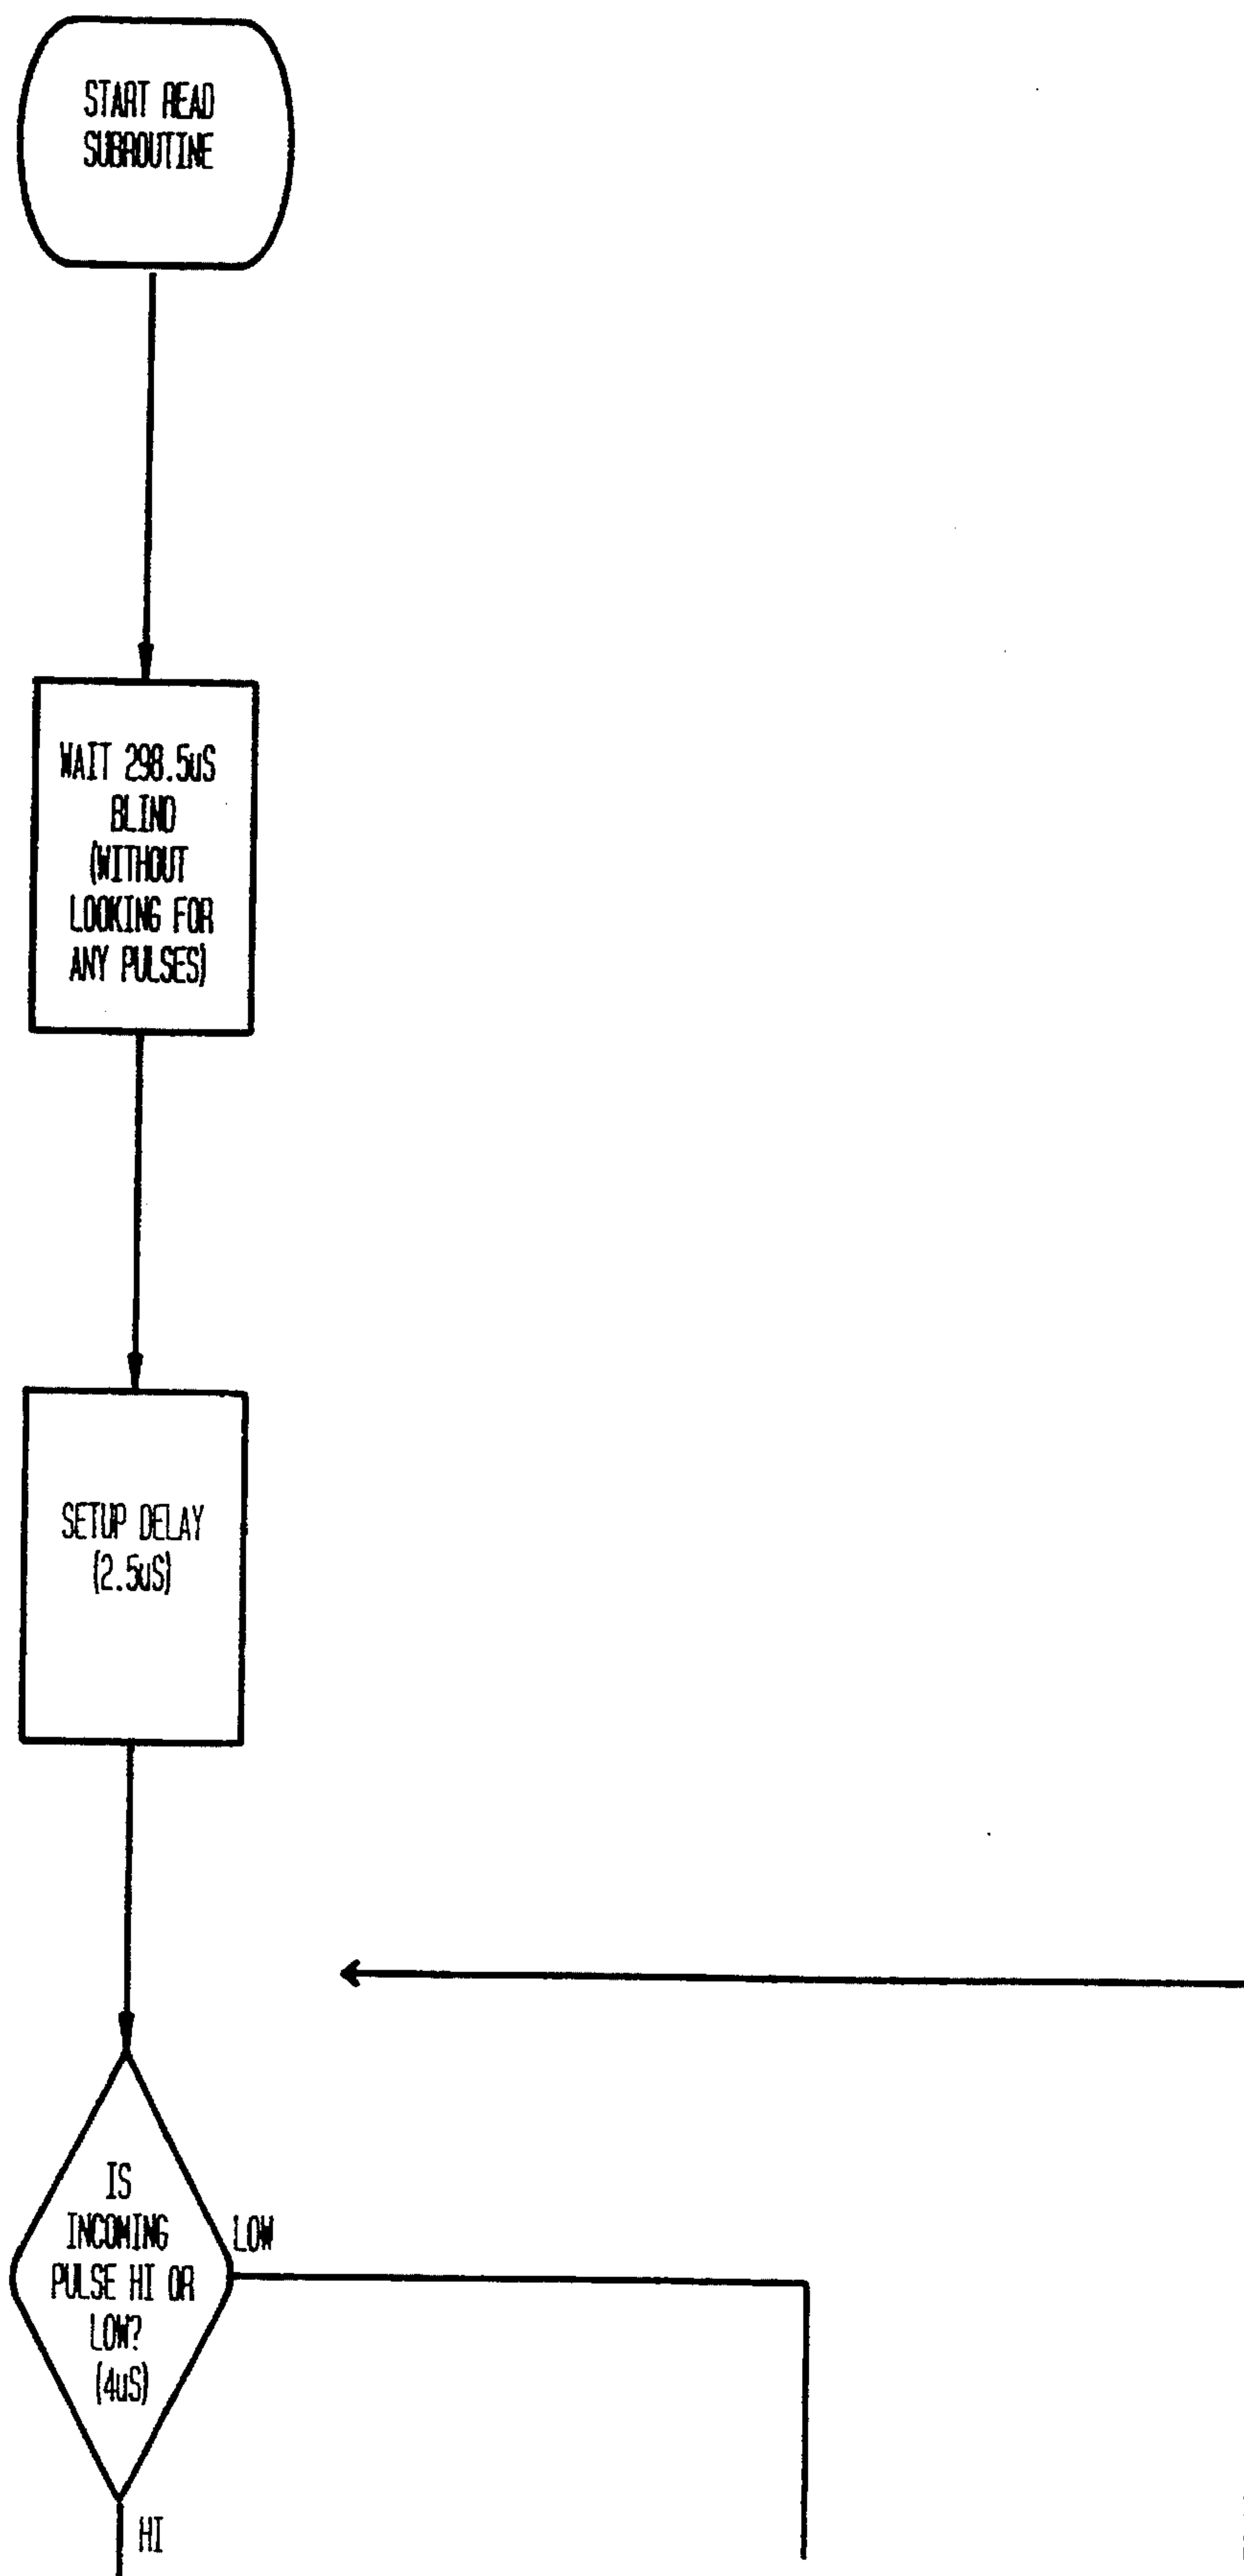 START READ
SUBROUTINE
WAIT 298.5uS
BLIND
(WITHOUT
LOOKING FOR
ANY PULSES)
SETUP DELAY
(2.5uS)
IS
INCOMING
PULSE HI OR
LOW?
(4uS)
LOW
HI